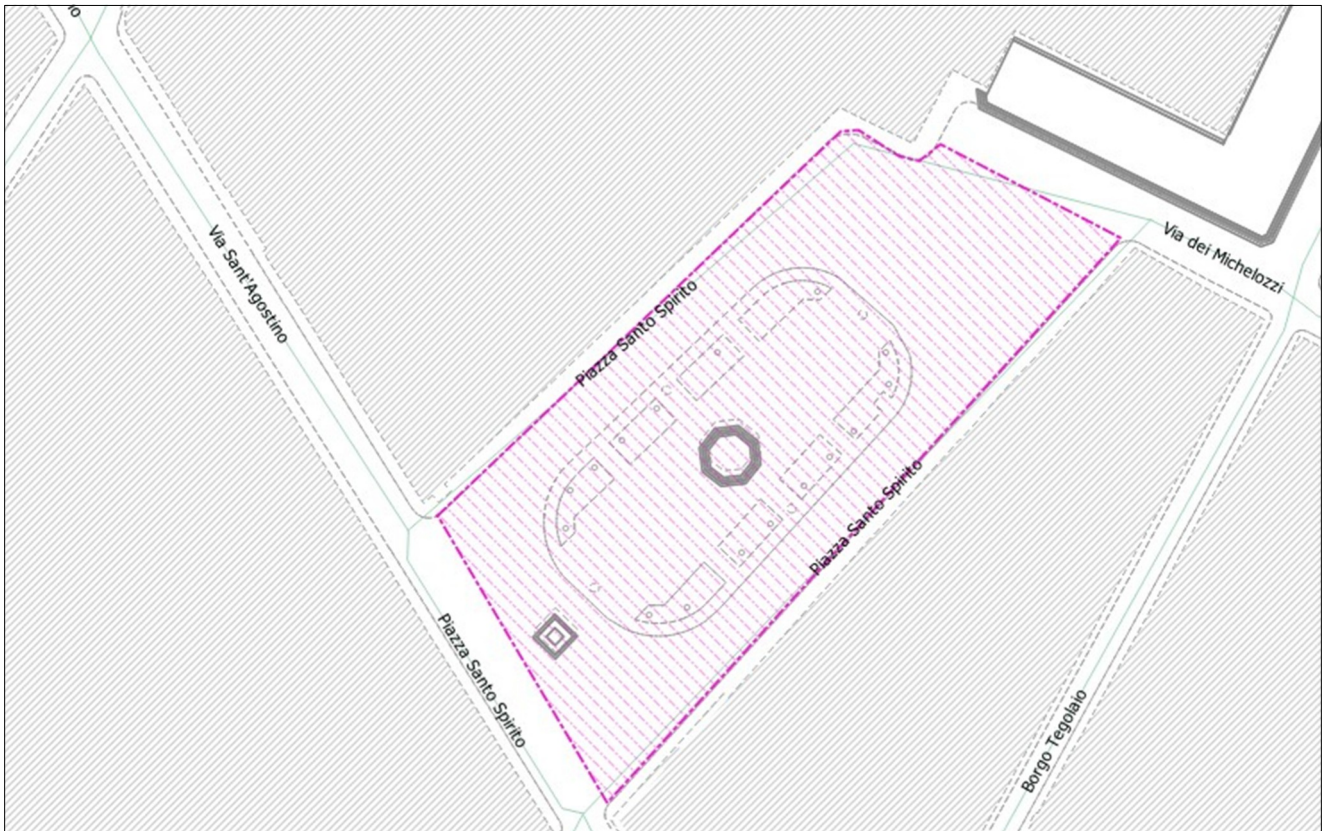 Via Sant'Agostino
Piazza Santo Spirito
Via dei Michelozzi
Piazza Santo Spirito
Piazza Santo Spirito
Borgo Tegolaio